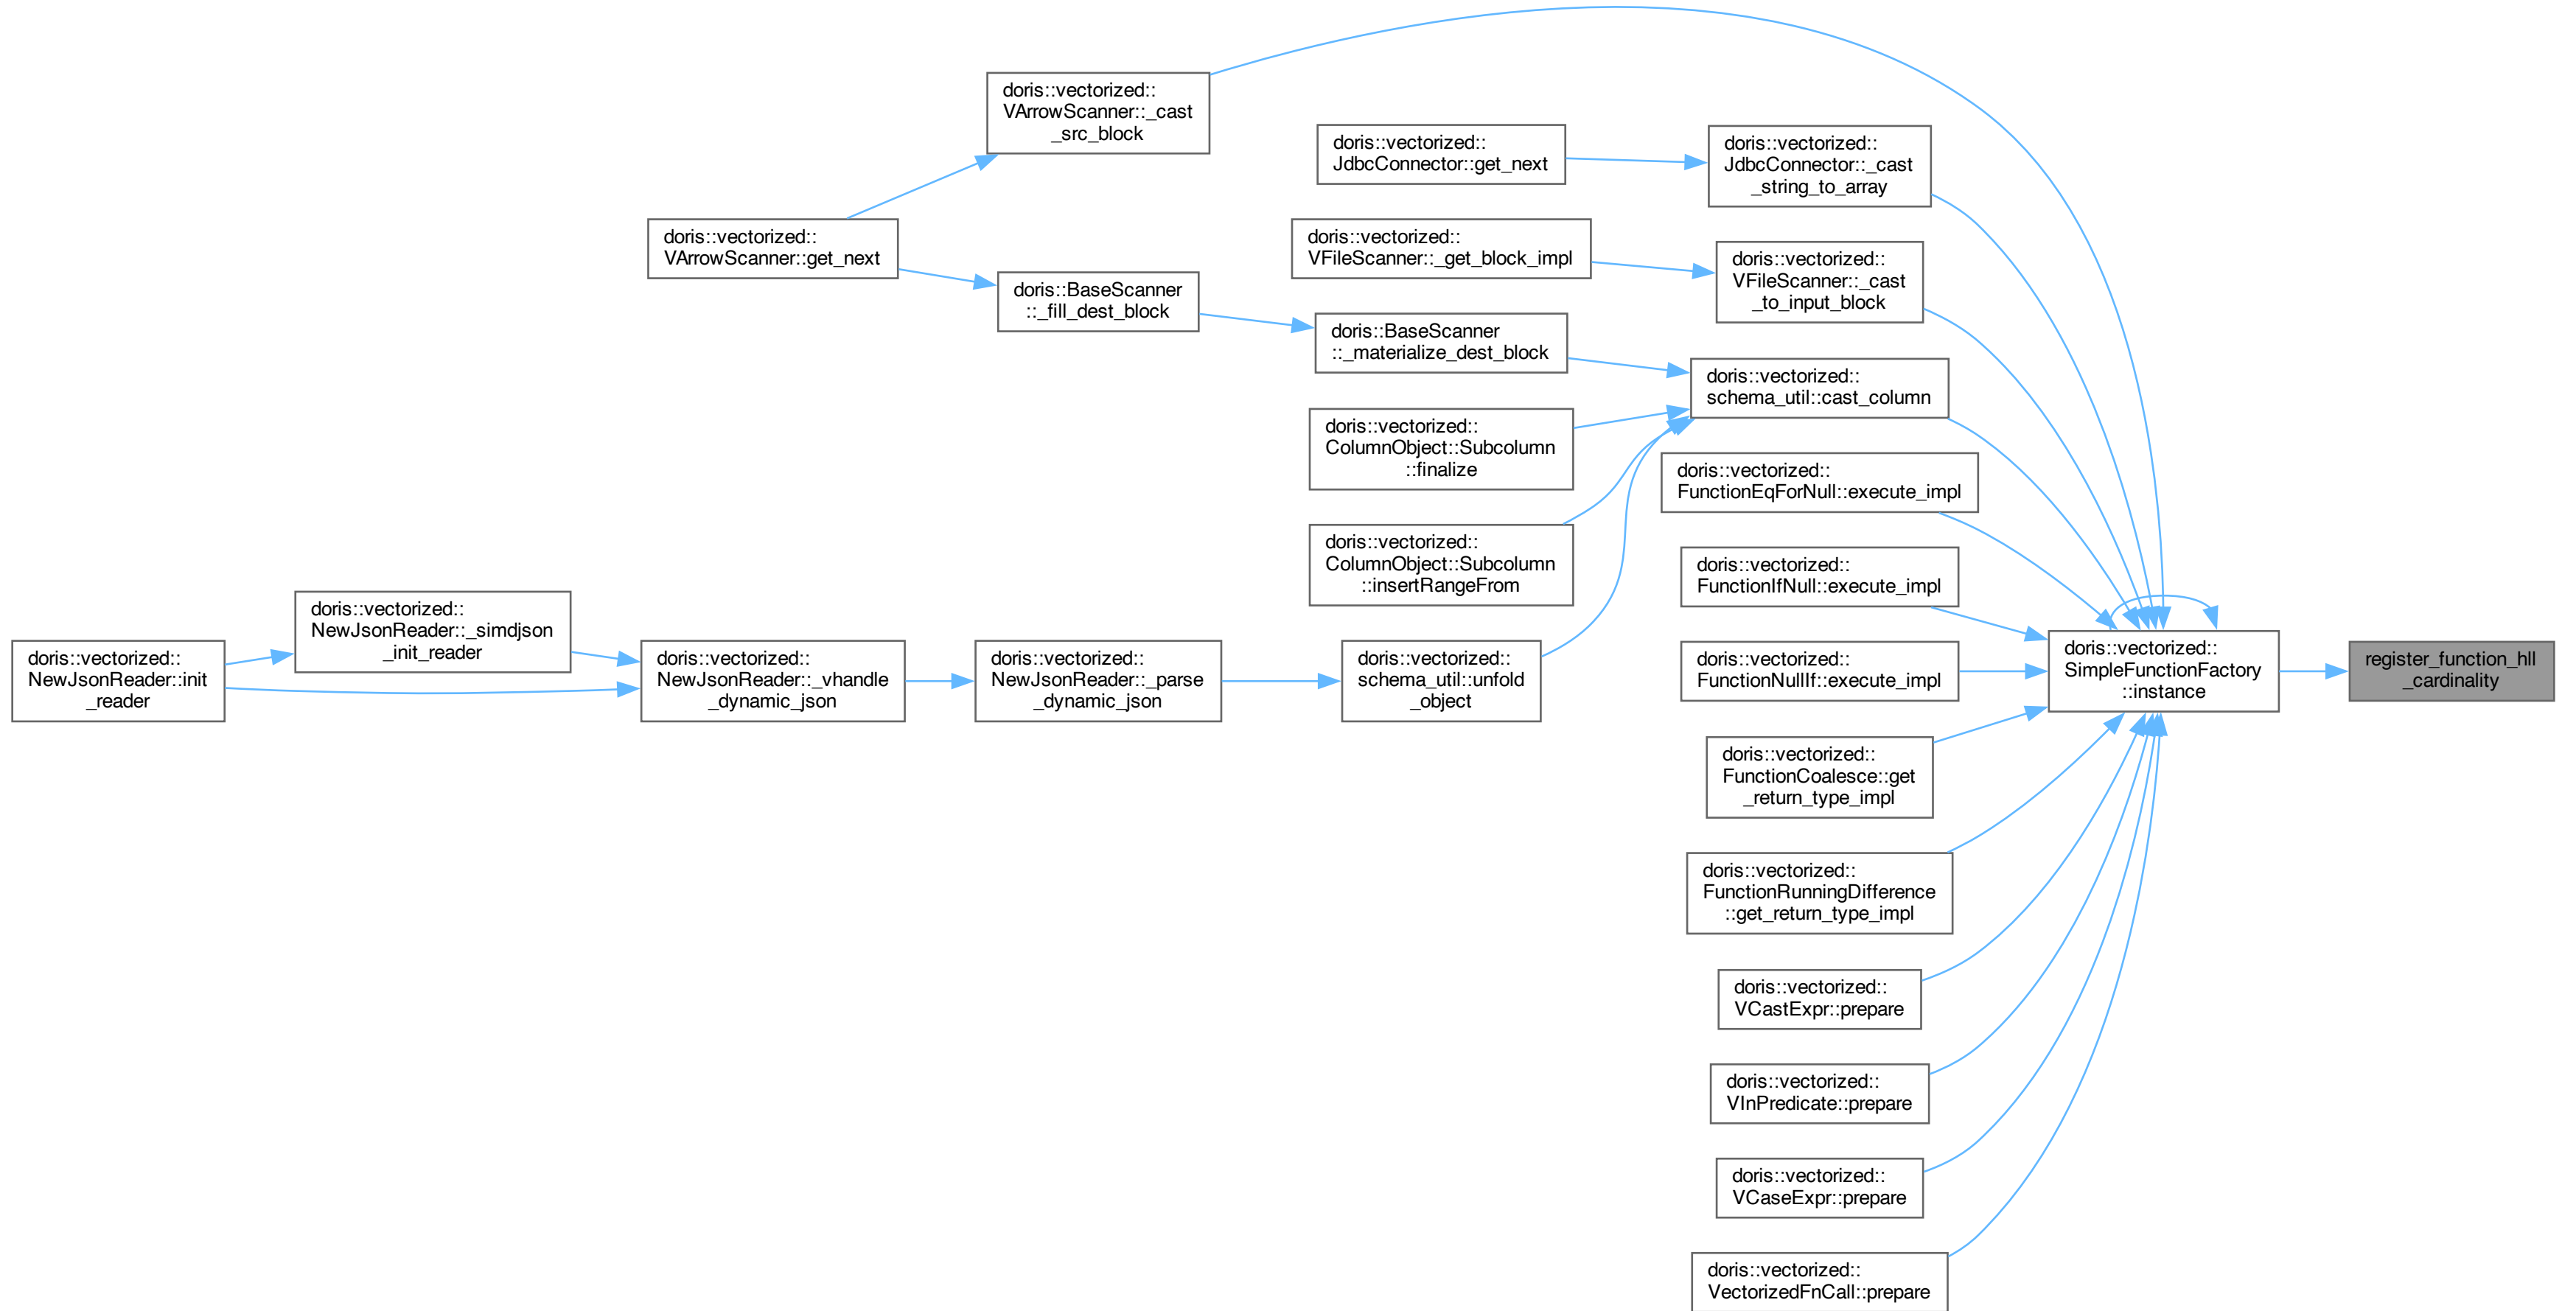 doris::vectorized::
VArrowScanner::_cast
_src_block
doris::vectorized::
JdbcConnector::get_next
doris::vectorized::
JdbcConnector::_cast
_string_to_array
doris::vectorized::
VArrowScanner::get_next
doris::vectorized::
VFileScanner::_get_block_impl
doris::vectorized::
VFileScanner::_cast
_to_input_block
doris::BaseScanner
::_fill_dest_block
doris::BaseScanner
::_materialize_dest_block
doris::vectorized::
schema_util::cast_column
doris::vectorized::
ColumnObject::Subcolumn
::finalize
doris::vectorized::
FunctionEqForNull::execute_impl
doris::vectorized::
ColumnObject::Subcolumn
::insertRangeFrom
doris::vectorized::
FunctionIfNull::execute_impl
doris::vectorized::
NewJsonReader::init
_reader
doris::vectorized::
NewJsonReader::_simdjson
_init_reader
doris::vectorized::
NewJsonReader::_vhandle
_dynamic_json
doris::vectorized::
NewJsonReader::_parse
_dynamic_json
doris::vectorized::
schema_util::unfold
_object
doris::vectorized::
FunctionNullIf::execute_impl
doris::vectorized::
SimpleFunctionFactory
::instance
register_function_hll
_cardinality
doris::vectorized::
FunctionCoalesce::get
_return_type_impl
doris::vectorized::
FunctionRunningDifference
::get_return_type_impl
doris::vectorized::
VCastExpr::prepare
doris::vectorized::
VInPredicate::prepare
doris::vectorized::
VCaseExpr::prepare
doris::vectorized::
VectorizedFnCall::prepare